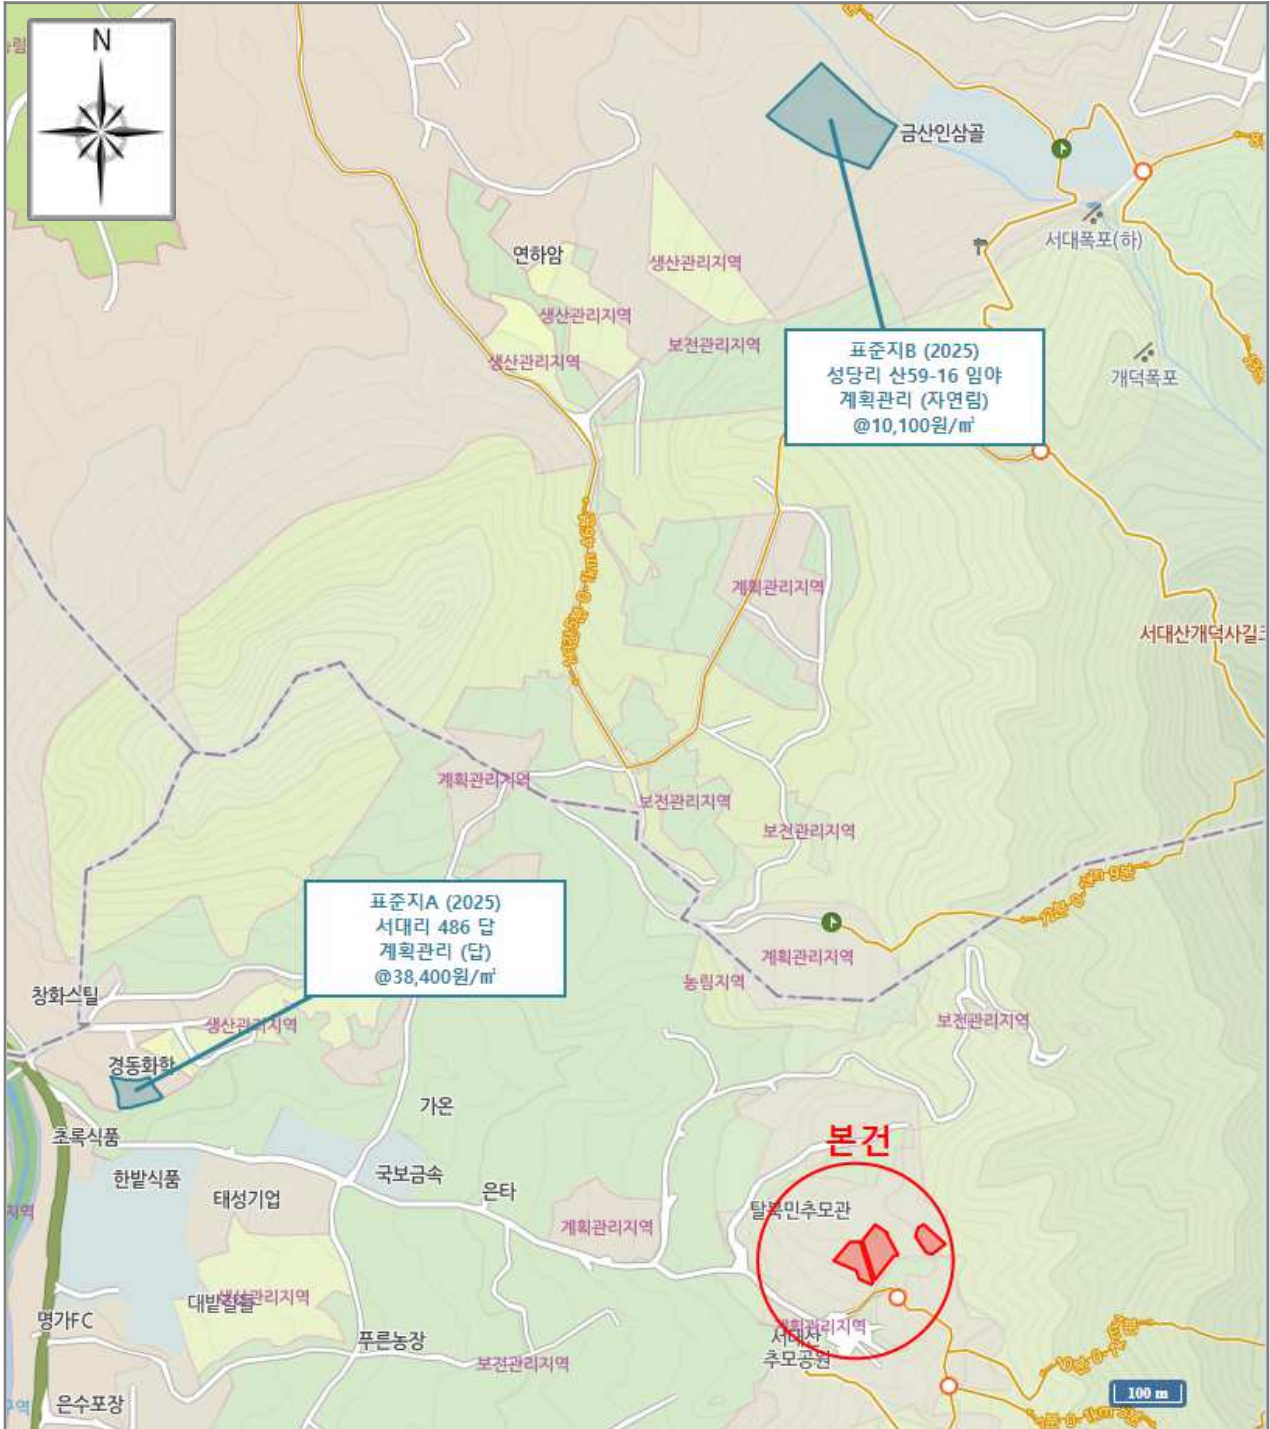 N
금산인삼골
서대폭포(하)
연하암
생산관리지역
생산관리지역
보전관리지역
생산관리지역
표준지B (2025)
성당리 산59-16 임야
계획관리 (자연림)
@10,100원/㎡
개덕폭포
계획관리지역
서대산개덕사길코
계획관리지역
보전관리지역
보전관리지역
표준지A (2025)
서대리 486 답
계획관리 (답)
@38,400원/㎡
계획관리지역
농림지역
창화스틸
생산관리지역
보전관리지역
경동화학
가온
초록식품
본건
한밭식품
국보금속
태성기업
은타
탈북민추모관
지역
계획관리지역
생산관리지역
명가FC
계획관리지역
서대산
추모공원
푸른농장
보전관리지역
100 m
구역
은수포장